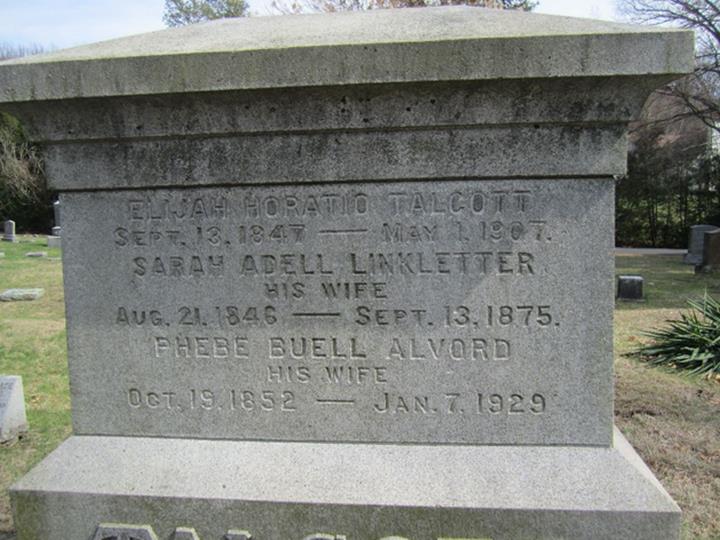 ELIJAH HORATIO TALCOTT
SEPT. 13. 1847 — MAY 1. 1907.
SARAH ADELL LINKLETTER
HIS WIFE
AUG. 21. 1846 — SEPT. 13. 1875.
PHEBE BUELL ALVORD
HIS WIFE
OCT. 19. 1852 — JAN. 7. 1929